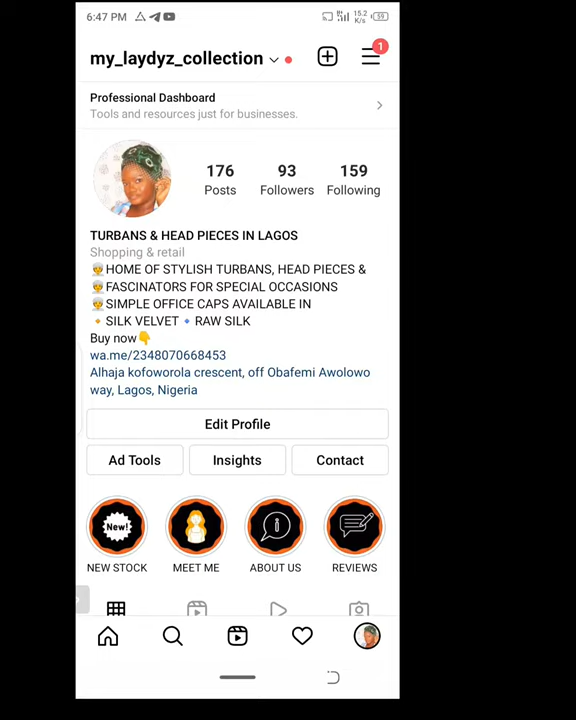 6:47 PM 15.2 K/s 59
my_laydyz_collection 1
Professional Dashboard
Tools and resources just for businesses.
176 93 159
Posts Followers Following
TURBANS & HEAD PIECES IN LAGOS
Shopping & retail
👳HOME OF STYLISH TURBANS, HEAD PIECES &
👳FASCINATORS FOR SPECIAL OCCASIONS
👳SIMPLE OFFICE CAPS AVAILABLE IN
🔸SILK VELVET🔹RAW SILK
Buy now👇
wa.me/2348070668453
Alhaja kofoworola crescent, off Obafemi Awolowo
way, Lagos, Nigeria
Edit Profile
Ad Tools Insights Contact
New!
NEW STOCK MEET ME ABOUT US REVIEWS